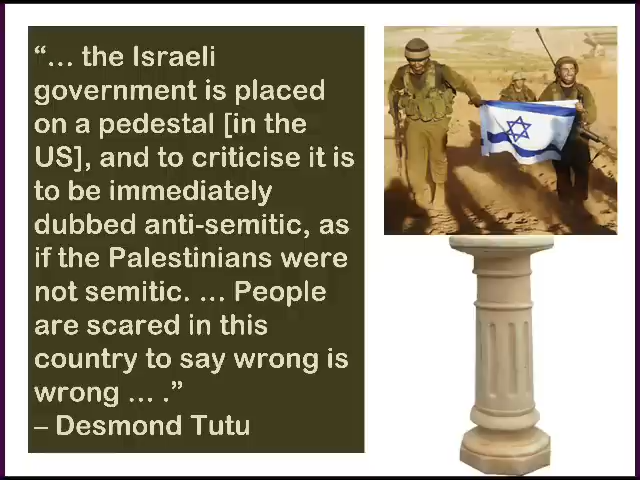 “… the Israeli
government is placed
on a pedestal [in the
US], and to criticise it is
to be immediately
dubbed anti-semitic, as
if the Palestinians were
not semitic. … People
are scared in this
country to say wrong is
wrong … .”
– Desmond Tutu